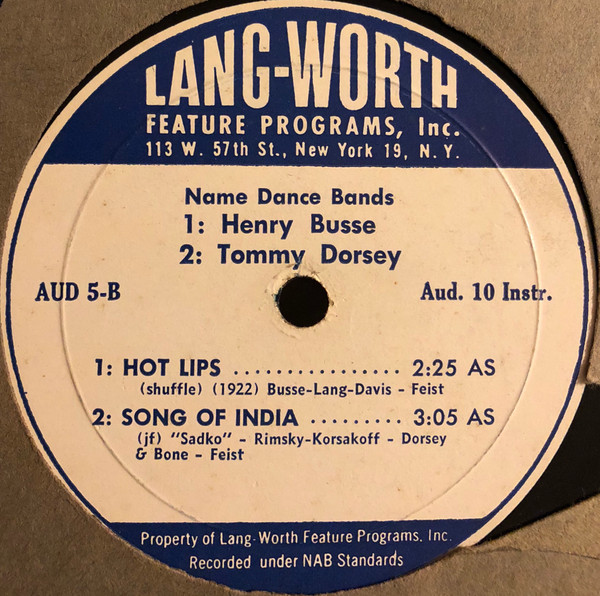 LANG-WORTH
FEATURE PROGRAMS, Inc.
113 W. 57th St., New York 19, N. Y.
Name Dance Bands
1: Henry Busse
2: Tommy Dorsey
AUD 5-B Aud. 10 Instr.
1: HOT LIPS ................ 2:25 AS
(shuffle) (1922) Busse-Lang-Davis - Feist
2: SONG OF INDIA ......... 3:05 AS
(jf) "Sadko" - Rimsky-Korsakoff - Dorsey
& Bone - Feist
Property of Lang-Worth Feature Programs, Inc.
Recorded under NAB Standards